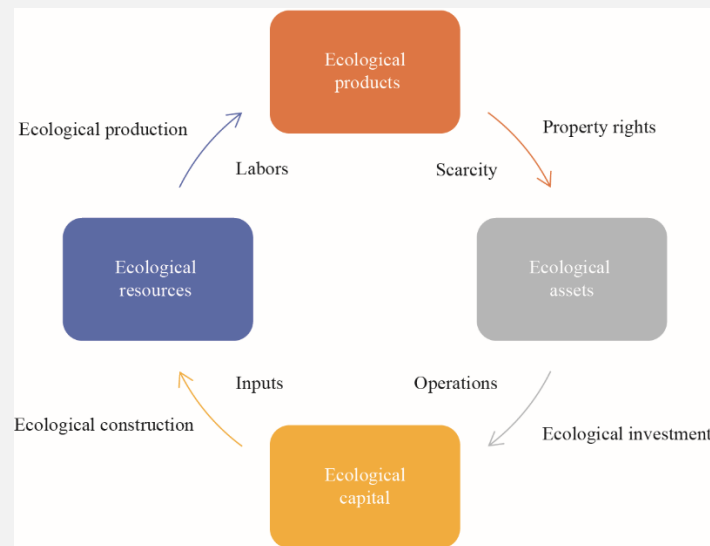 Ecological
products
Ecological production
Property rights
Labors
Scarcity
Ecological
resources
Ecological
assets
Inputs
Operations
Ecological construction
Ecological investment
Ecological
capital